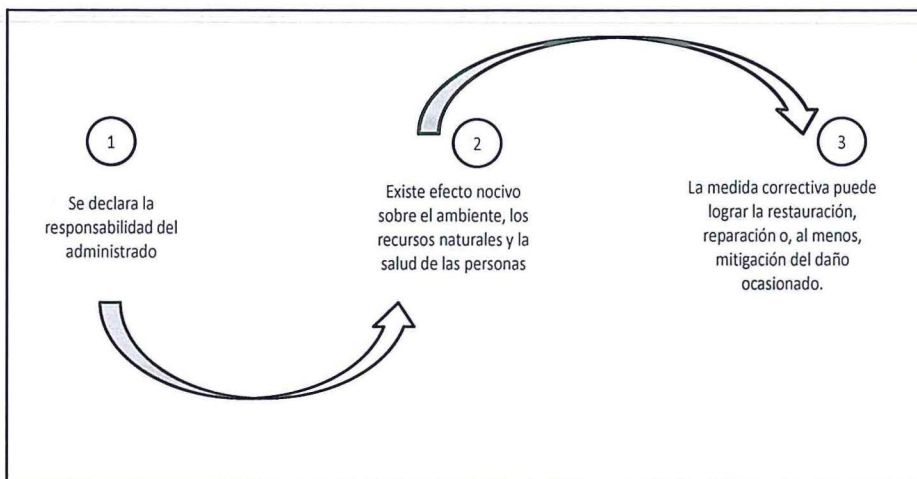 1
Se declara la
responsabilidad del
administrado
2
Existe efecto nocivo
sobre el ambiente, los
recursos naturales y la
salud de las personas
3
La medida correctiva puede
lograr la restauración,
reparación o, al menos,
mitigación del daño
ocasionado.